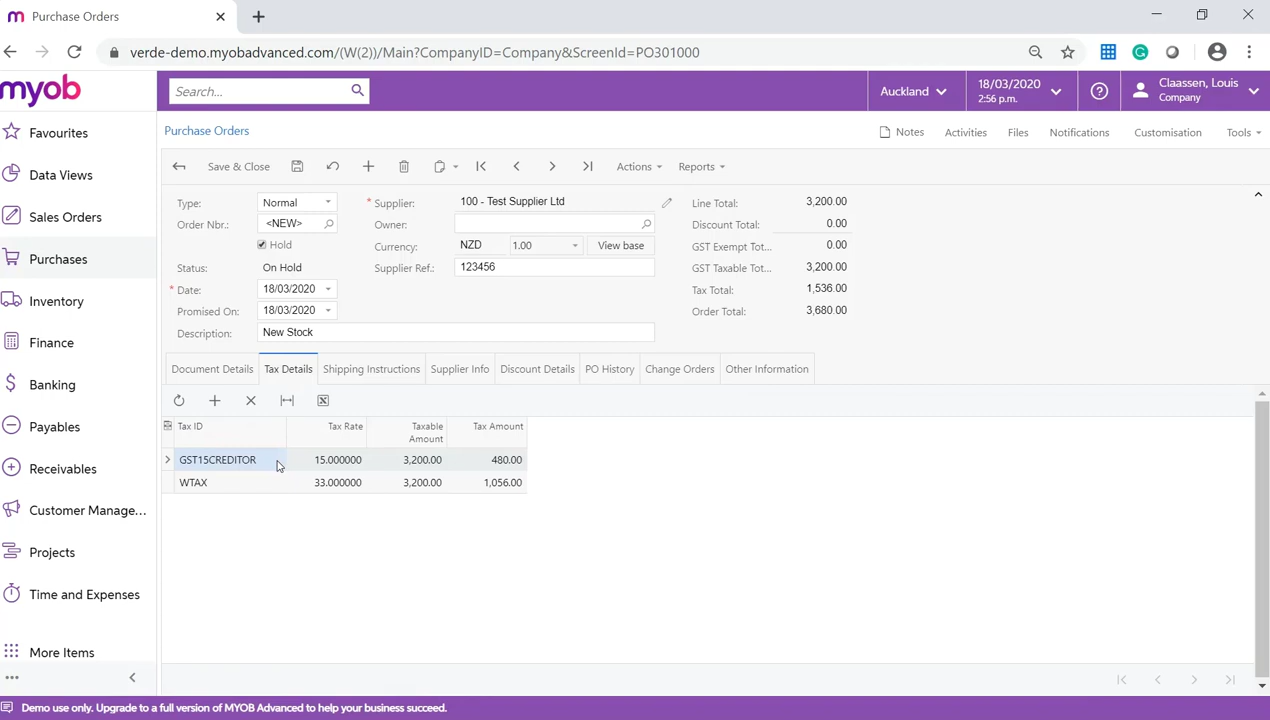 Purchase Orders
verde-demo.myobadvanced.com/(W(2))/Main?CompanyID=Company&ScreenId=PO301000
myob
Search...
Auckland
18/03/2020
2:56 p.m.
Claassen, Louis
Company
Favourites
Data Views
Sales Orders
Purchases
Inventory
Finance
Banking
Payables
Receivables
Customer Manage...
Projects
Time and Expenses
More Items
Purchase Orders
Notes Activities Files Notifications Customisation Tools
Save & Close Actions Reports
Type: Normal * Supplier: 100 - Test Supplier Ltd Line Total: 3,200.00
Order Nbr.: <NEW> Owner: Discount Total: 0.00
Hold Currency: NZD 1.00 View base GST Exempt Tot... 0.00
Status: On Hold Supplier Ref.: 123456 GST Taxable Tot... 3,200.00
* Date: 18/03/2020 Tax Total: 1,536.00
Promised On: 18/03/2020 Order Total: 3,680.00
Description: New Stock
Document Details Tax Details Shipping Instructions Supplier Info Discount Details PO History Change Orders Other Information
Tax ID Tax Rate Taxable Amount Tax Amount
GST15CREDITOR 15.000000 3,200.00 480.00
WTAX 33.000000 3,200.00 1,056.00
Demo use only. Upgrade to a full version of MYOB Advanced to help your business succeed.